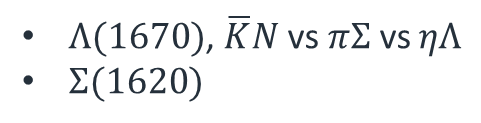 • Λ(1670), K̅N vs πΣ vs ηΛ
• Σ(1620)